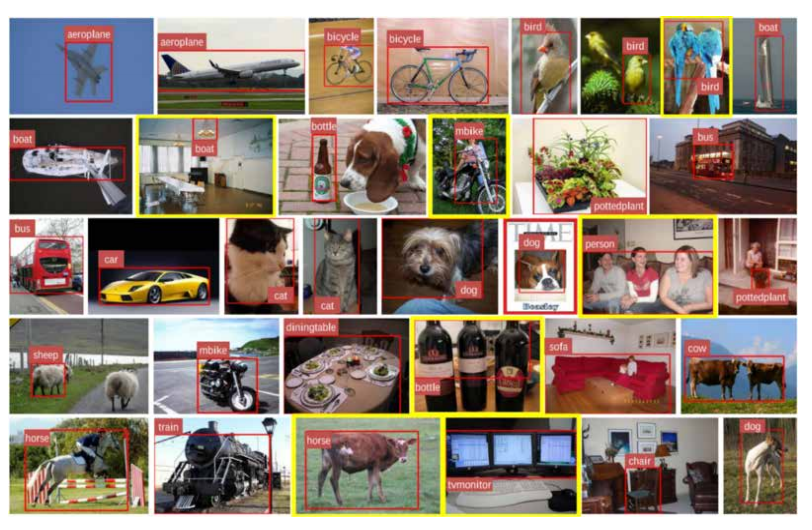 aeroplane
aeroplane
bicycle
bicycle
bird
bird
bird
boat
boat
boat
bottle
mbike
pottedplant
bus
bus
car
cat
cat
dog
TIME
dog
Beasley
person
pottedplant
sheep
mbike
diningtable
bottle
sofa
cow
horse
train
horse
tvmonitor
chair
dog